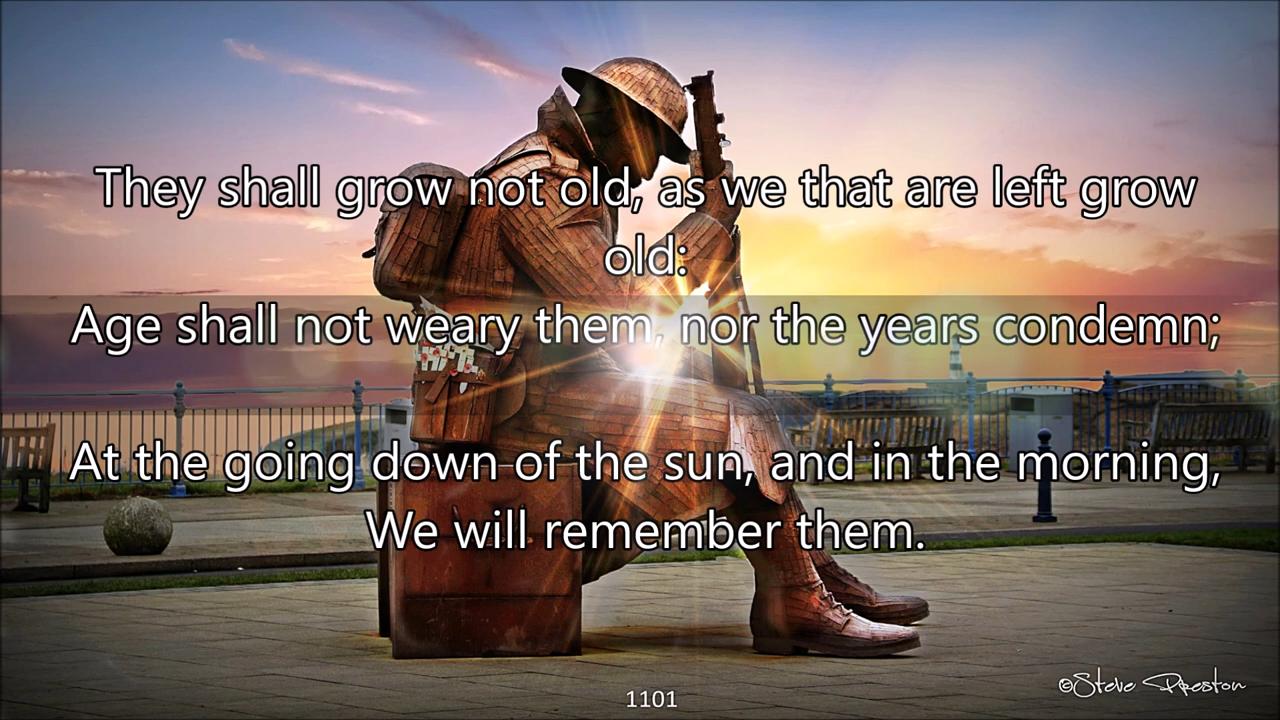 They shall grow not old, as we that are left grow
old:
Age shall not weary them, nor the years condemn;
At the going down of the sun, and in the morning,
We will remember them.
©Steve Preston
1101